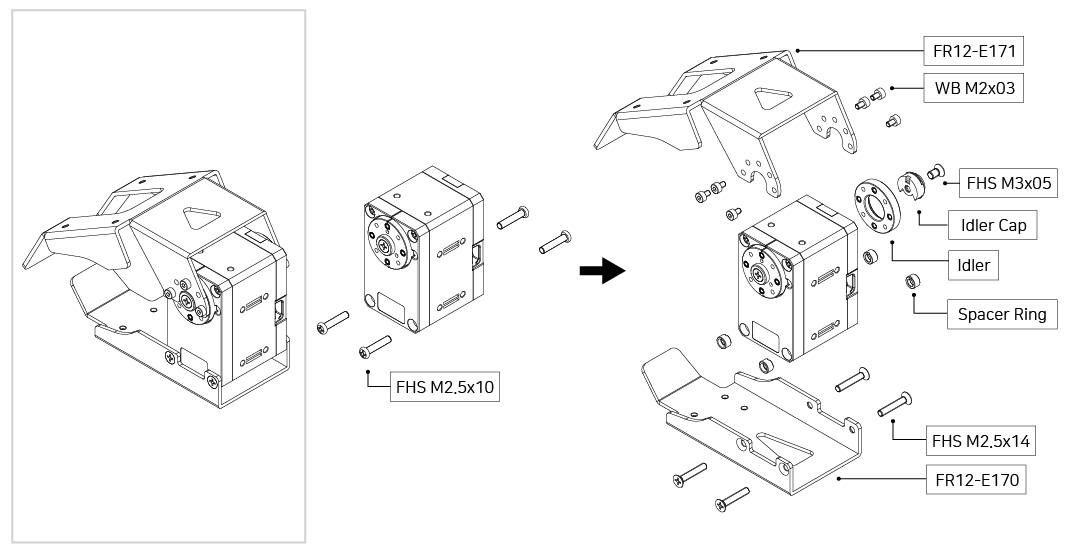 FR12-E171
WB M2x03
FHS M3x05
Idler Cap
Idler
Spacer Ring
FHS M2.5x10
FHS M2.5x14
FR12-E170